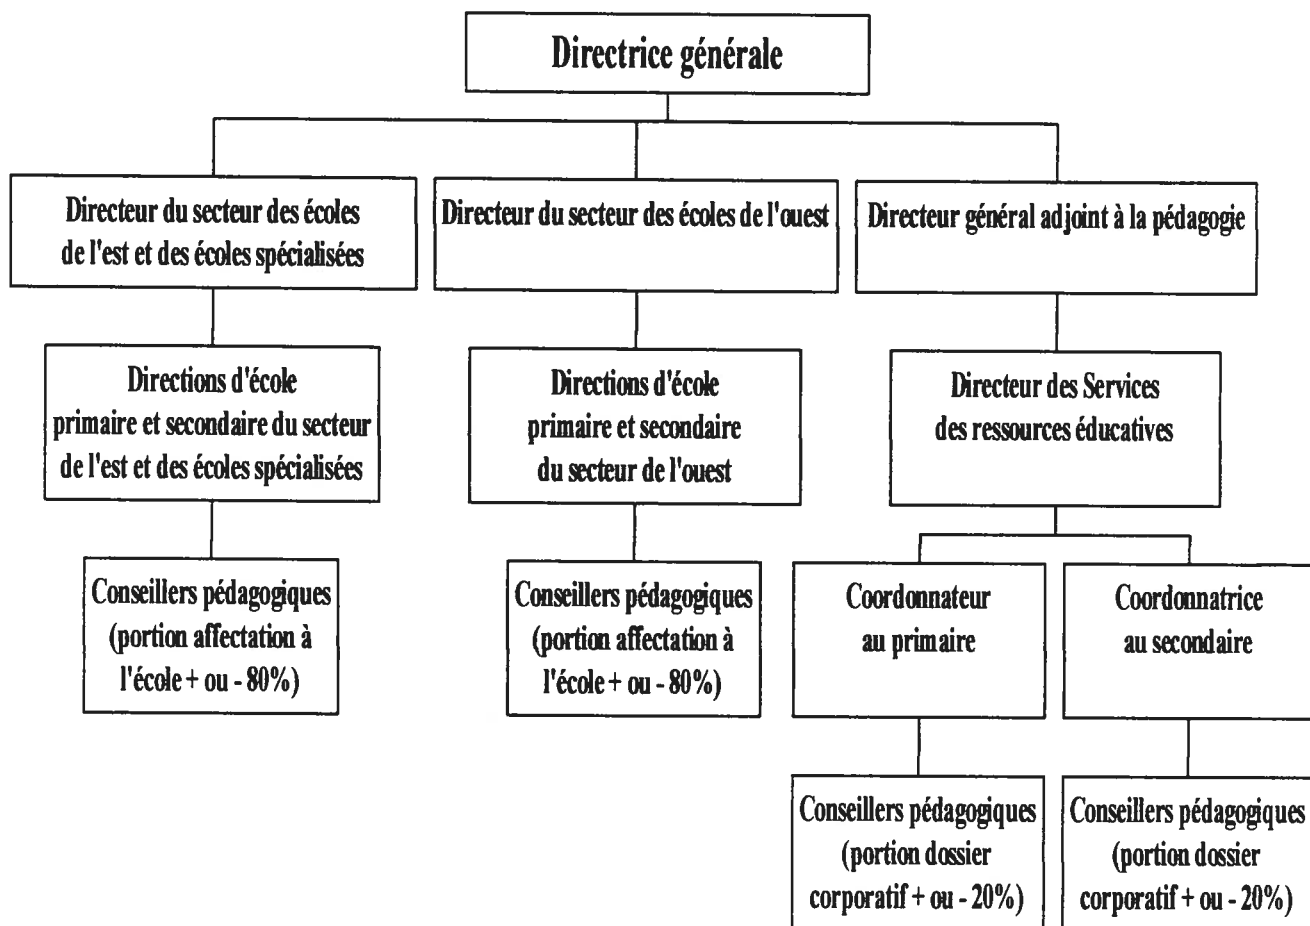 Directrice générale
Directeur du secteur des écoles
de l'est et des écoles spécialisées
Directeur du secteur des écoles de l'ouest
Directeur général adjoint à la pédagogie
Directions d'école
primaire et secondaire du secteur
de l'est et des écoles spécialisées
Directions d'école
primaire et secondaire
du secteur de l'ouest
Directeur des Services
des ressources éducatives
Conseillers pédagogiques
(portion affectation à
l'école + ou - 80%)
Conseillers pédagogiques
(portion affectation à
l'école + ou - 80%)
Coordonnateur
au primaire
Coordonnatrice
au secondaire
Conseillers pédagogiques
(portion dossier
corporatif + ou - 20%)
Conseillers pédagogiques
(portion dossier
corporatif + ou - 20%)